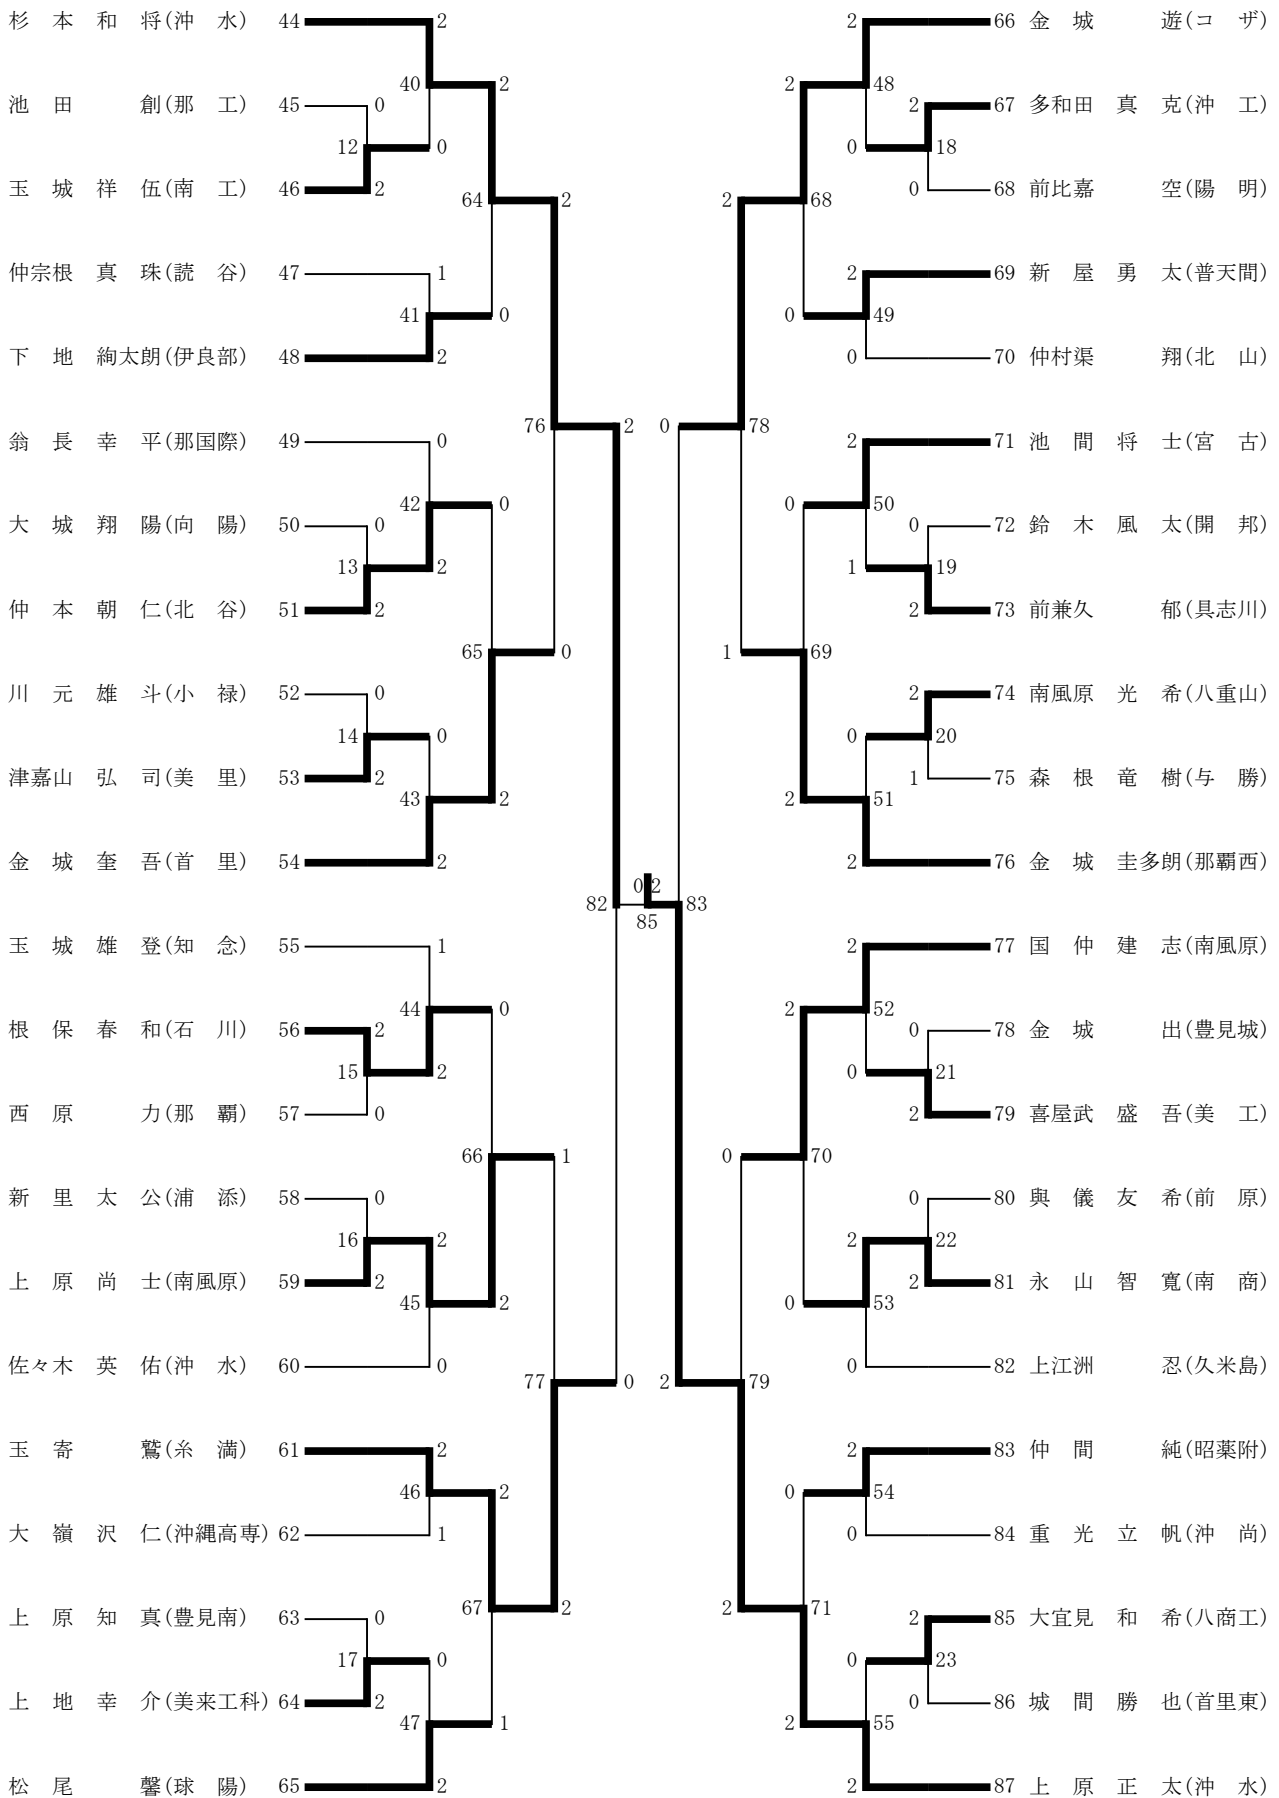 杉 本 和 将(沖 水) 44 2 2 66 金 城 遊(コ ザ)
40 2 2 48
池 田 創(那 工) 45 0 2 67 多和田 真 克(沖 工)
12 0 0 18
玉 城 祥 伍(南 工) 46 2 0 68 前比嘉 空(陽 明)
64 2 2 68
仲宗根 真 珠(読 谷) 47 1 2 69 新 屋 勇 太(普天間)
41 0 0 49
下 地 絢太朗(伊良部) 48 2 0 70 仲村渠 翔(北 山)
76 2 0 78
翁 長 幸 平(那国際) 49 0 2 71 池 間 将 士(宮 古)
42 0 0 50
大 城 翔 陽(向 陽) 50 0 0 72 鈴 木 風 太(開 邦)
13 2 1 19
仲 本 朝 仁(北 谷) 51 2 2 73 前兼久 郁(具志川)
65 0 1 69
川 元 雄 斗(小 禄) 52 0 2 74 南風原 光 希(八重山)
14 0 0 20
津嘉山 弘 司(美 里) 53 2 1 75 森 根 竜 樹(与 勝)
43 2 2 51
金 城 奎 吾(首 里) 54 2 2 76 金 城 圭多朗(那覇西)
0 2
82 83
85
玉 城 雄 登(知 念) 55 1 2 77 国 仲 建 志(南風原)
44 0 2 52
根 保 春 和(石 川) 56 2 0 78 金 城 出(豊見城)
15 2 0 21
西 原 力(那 覇) 57 0 2 79 喜屋武 盛 吾(美 工)
66 1 0 70
新 里 太 公(浦 添) 58 0 0 80 與 儀 友 希(前 原)
16 2 2 22
上 原 尚 士(南風原) 59 2 2 81 永 山 智 寛(南 商)
45 2 0 53
佐々木 英 佑(沖 水) 60 0 0 82 上江洲 忍(久米島)
77 0 2 79
玉 寄 鷲(糸 満) 61 2 2 83 仲 間 純(昭薬附)
46 2 0 54
大 嶺 沢 仁(沖縄高専) 62 1 0 84 重 光 立 帆(沖 尚)
67 2 2 71
上 原 知 真(豊見南) 63 0 2 85 大宜見 和 希(八商工)
17 0 0 23
上 地 幸 介(美来工科) 64 2 0 86 城 間 勝 也(首里東)
47 1 2 55
松 尾 馨(球 陽) 65 2 2 87 上 原 正 太(沖 水)